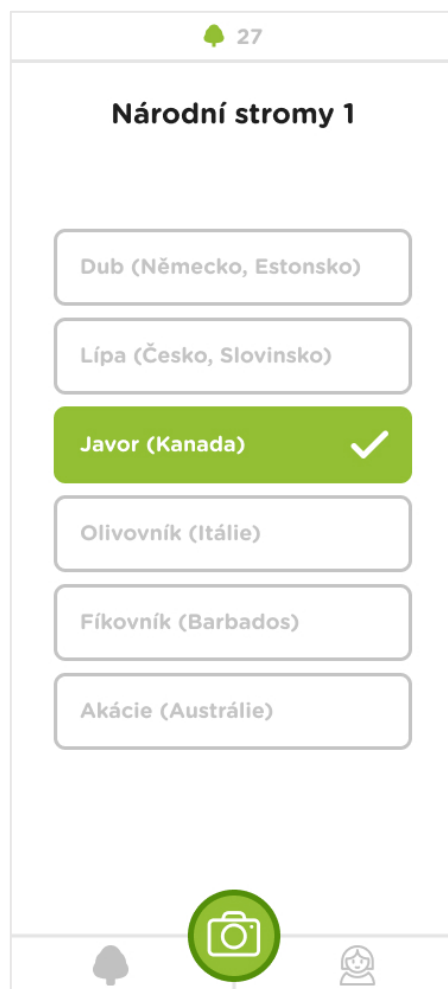 27
Národní stromy 1
Dub (Německo, Estonsko)
Lípa (Česko, Slovinsko)
Javor (Kanada)
Olivovník (Itálie)
Fíkovník (Barbados)
Akácie (Austrálie)